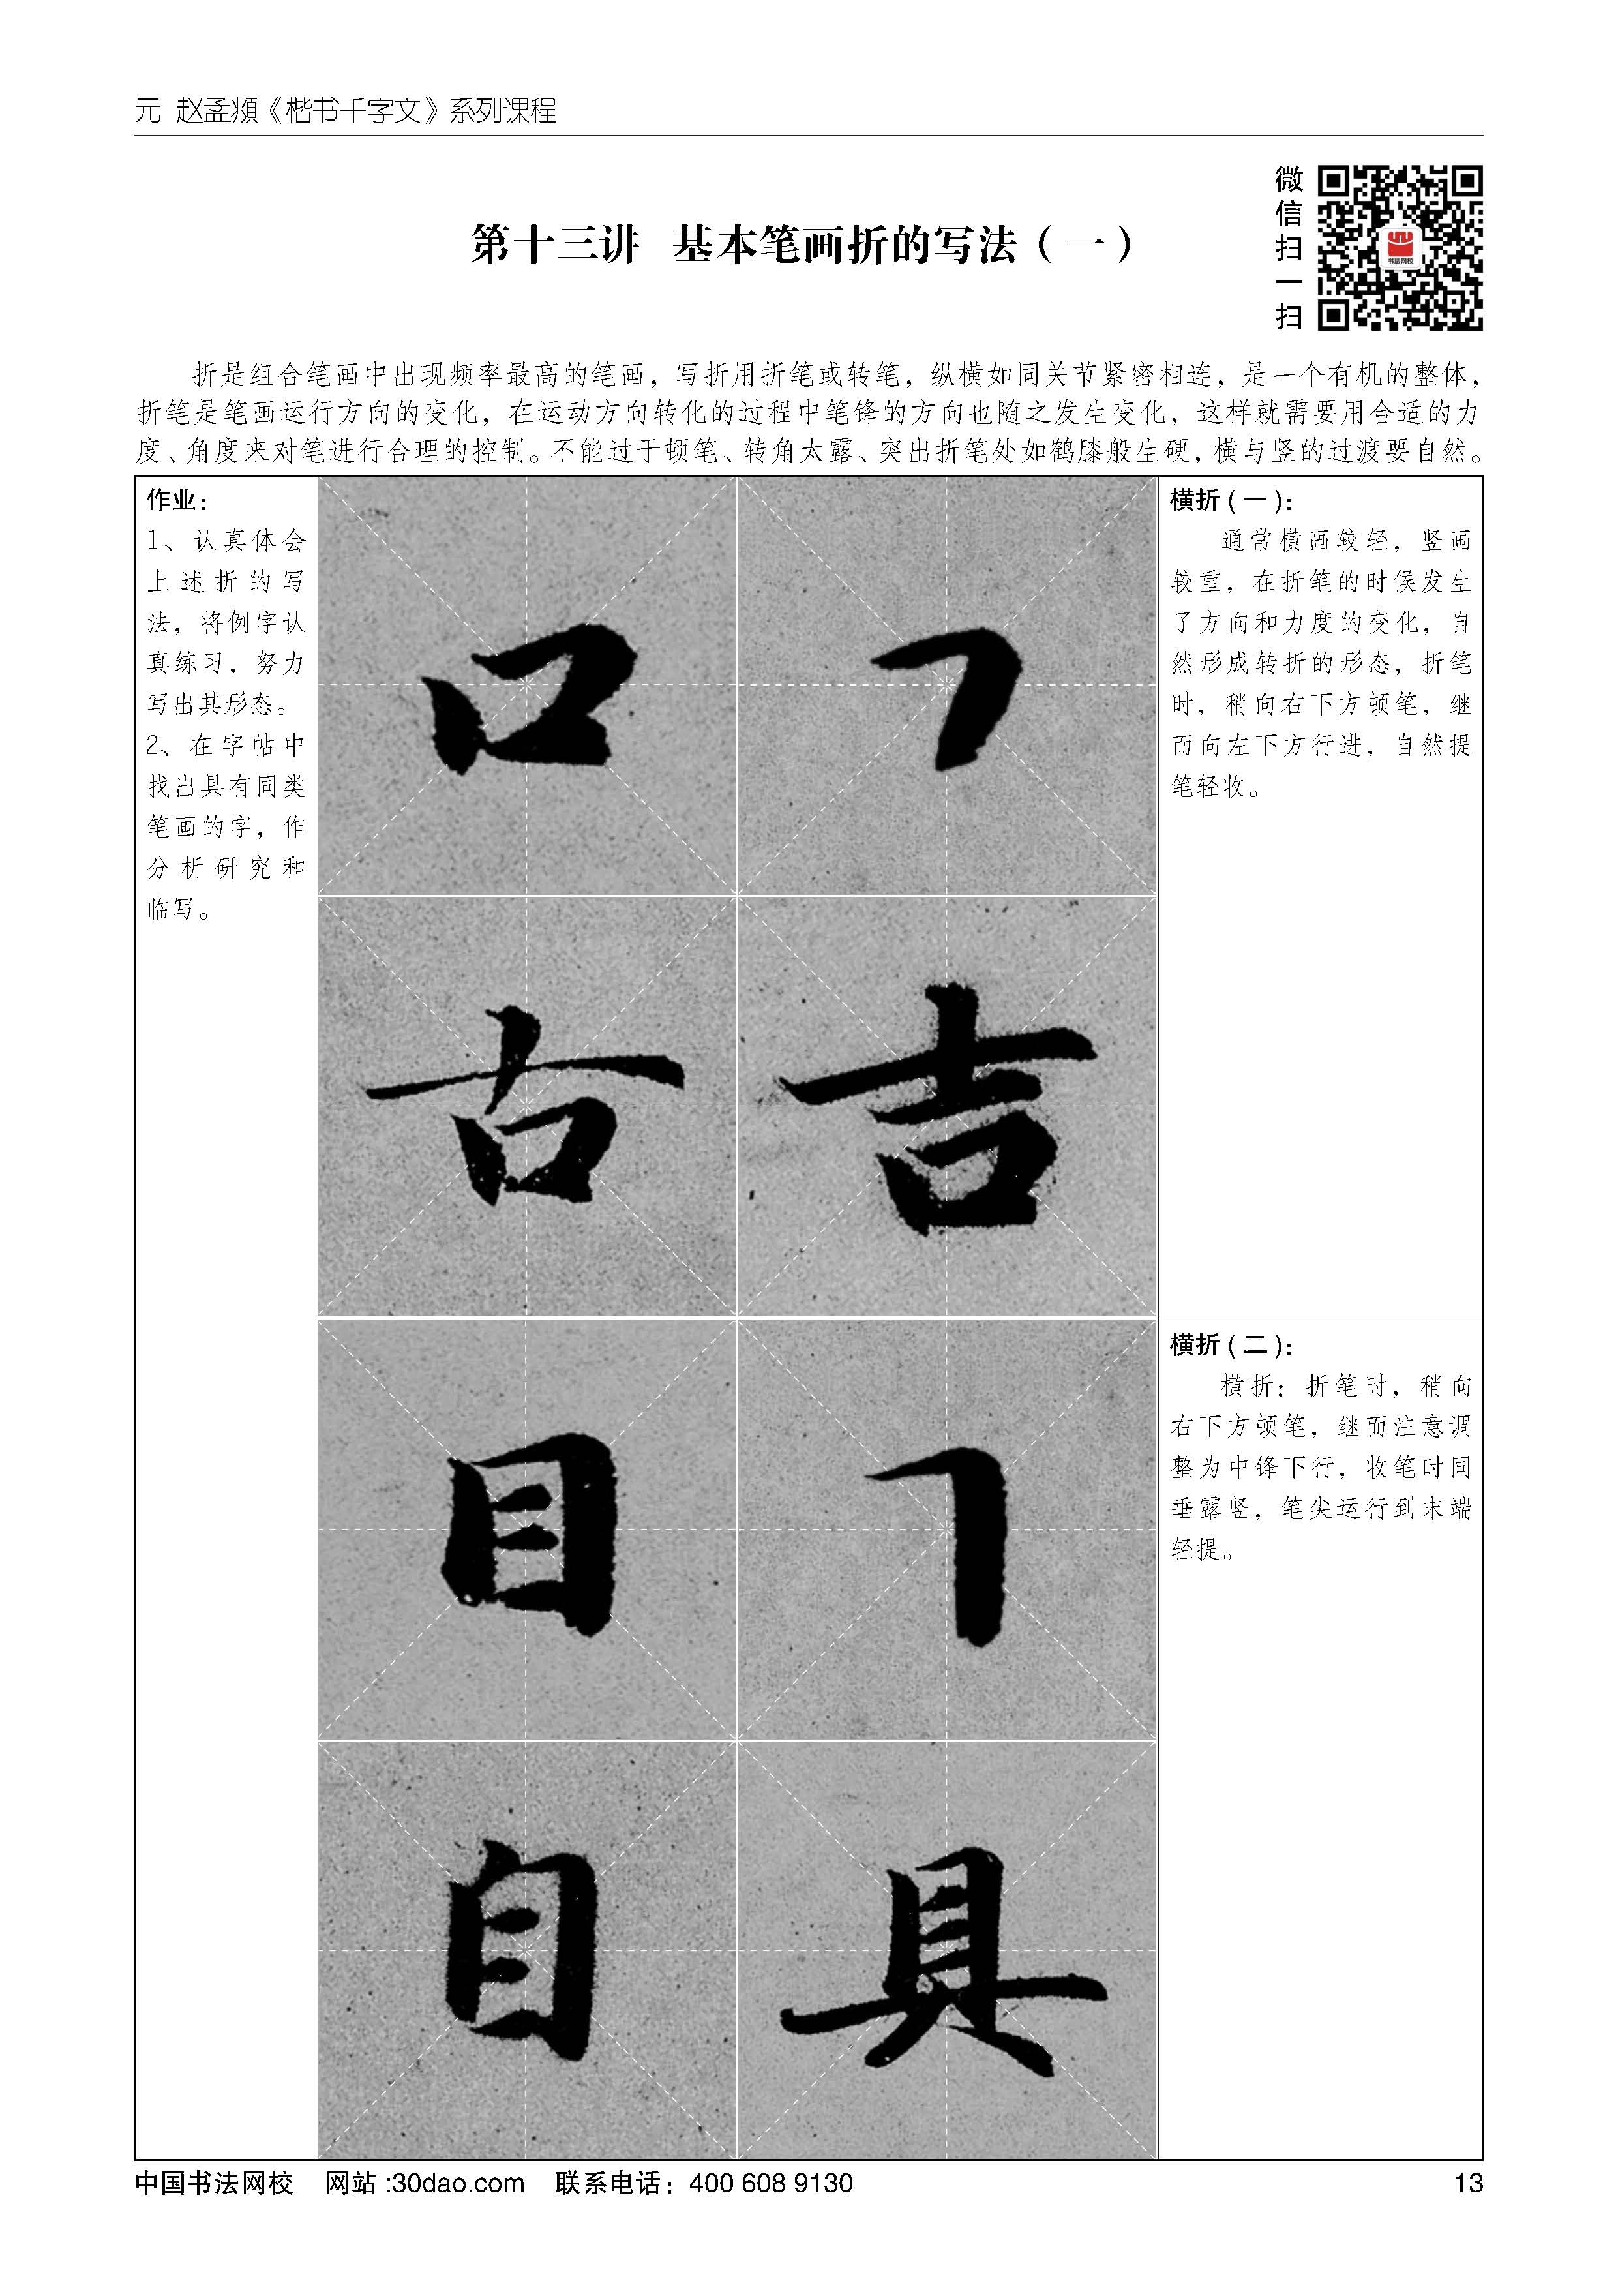 元 赵孟頫《楷书千字文》系列课程
微信扫一扫
书法网校
第十三讲 基本笔画折的写法（一）
折是组合笔画中出现频率最高的笔画，写折用折笔或转笔，纵横如同关节紧密相连，是一个有机的整体，
折笔是笔画运行方向的变化，在运动方向转化的过程中笔锋的方向也随之发生变化，这样就需要用合适的力
度、角度来对笔进行合理的控制。不能过于顿笔、转角太露、突出折笔处如鹤膝般生硬，横与竖的过渡要自然。
作业：
1、认真体会
上述折的写
法，将例字认
真练习，努力
写出其形态。
2、在字帖中
找出具有同类
笔画的字，作
分析研究和
临写。
口
古 吉
目
自 具
横折(一)：
通常横画较轻，竖画
较重，在折笔的时候发生
了方向和力度的变化，自
然形成转折的形态，折笔
时，稍向右下方顿笔，继
而向左下方行进，自然提
笔轻收。
横折(二)：
横折：折笔时，稍向
右下方顿笔，继而注意调
整为中锋下行，收笔时同
垂露竖，笔尖运行到末端
轻提。
中国书法网校 网站:30dao.com 联系电话：400 608 9130
13